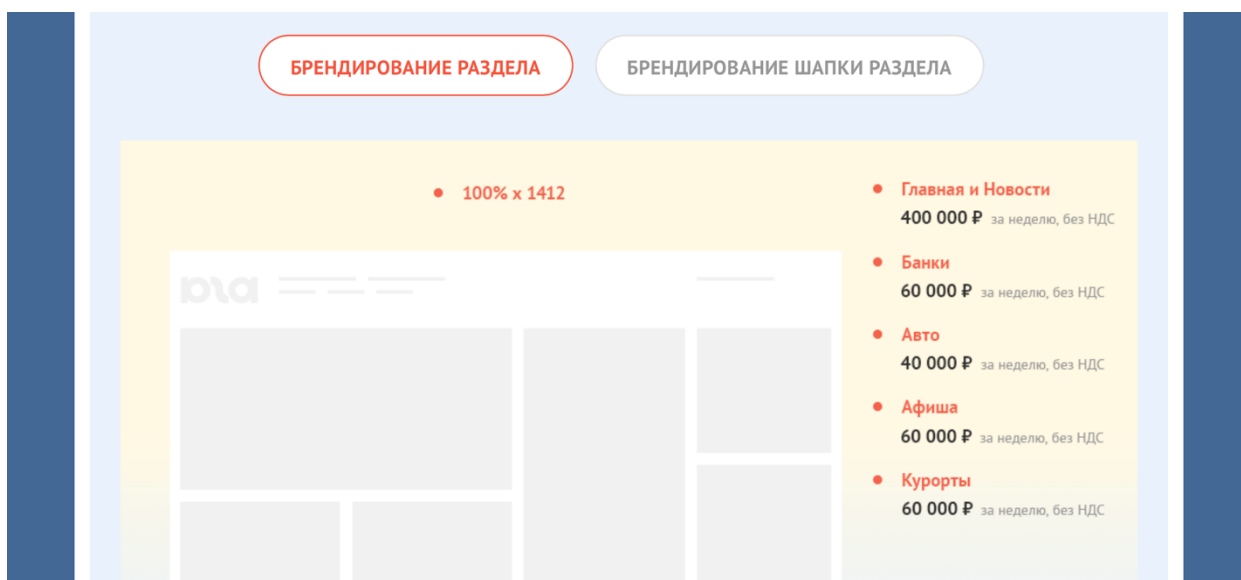 БРЕНДИРОВАНИЕ РАЗДЕЛА
БРЕНДИРОВАНИЕ ШАПКИ РАЗДЕЛА
100% x 1412
Главная и Новости
400 000 ₽ за неделю, без НДС
Банки
60 000 ₽ за неделю, без НДС
Авто
40 000 ₽ за неделю, без НДС
Афиша
60 000 ₽ за неделю, без НДС
Курорты
60 000 ₽ за неделю, без НДС